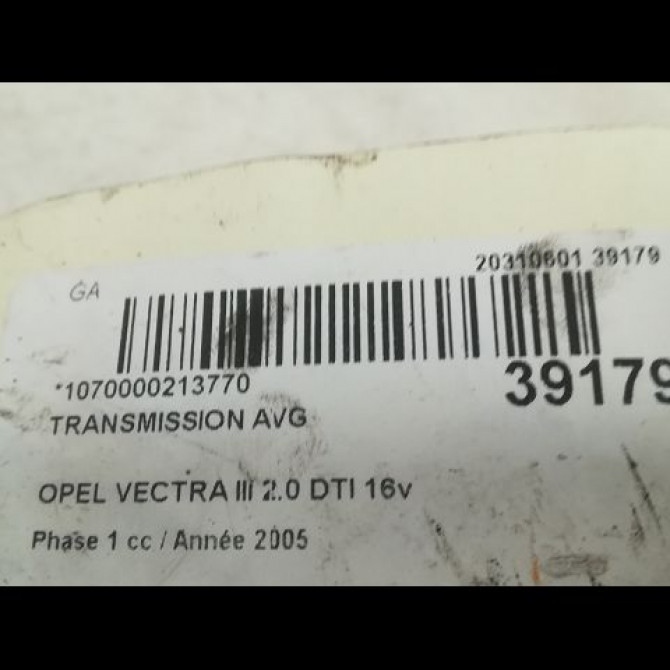 20310601 39179
GA
*1070000213770
39179
TRANSMISSION AVG
OPEL VECTRA III 2.0 DTI 16v
Phase 1 cc / Année 2005